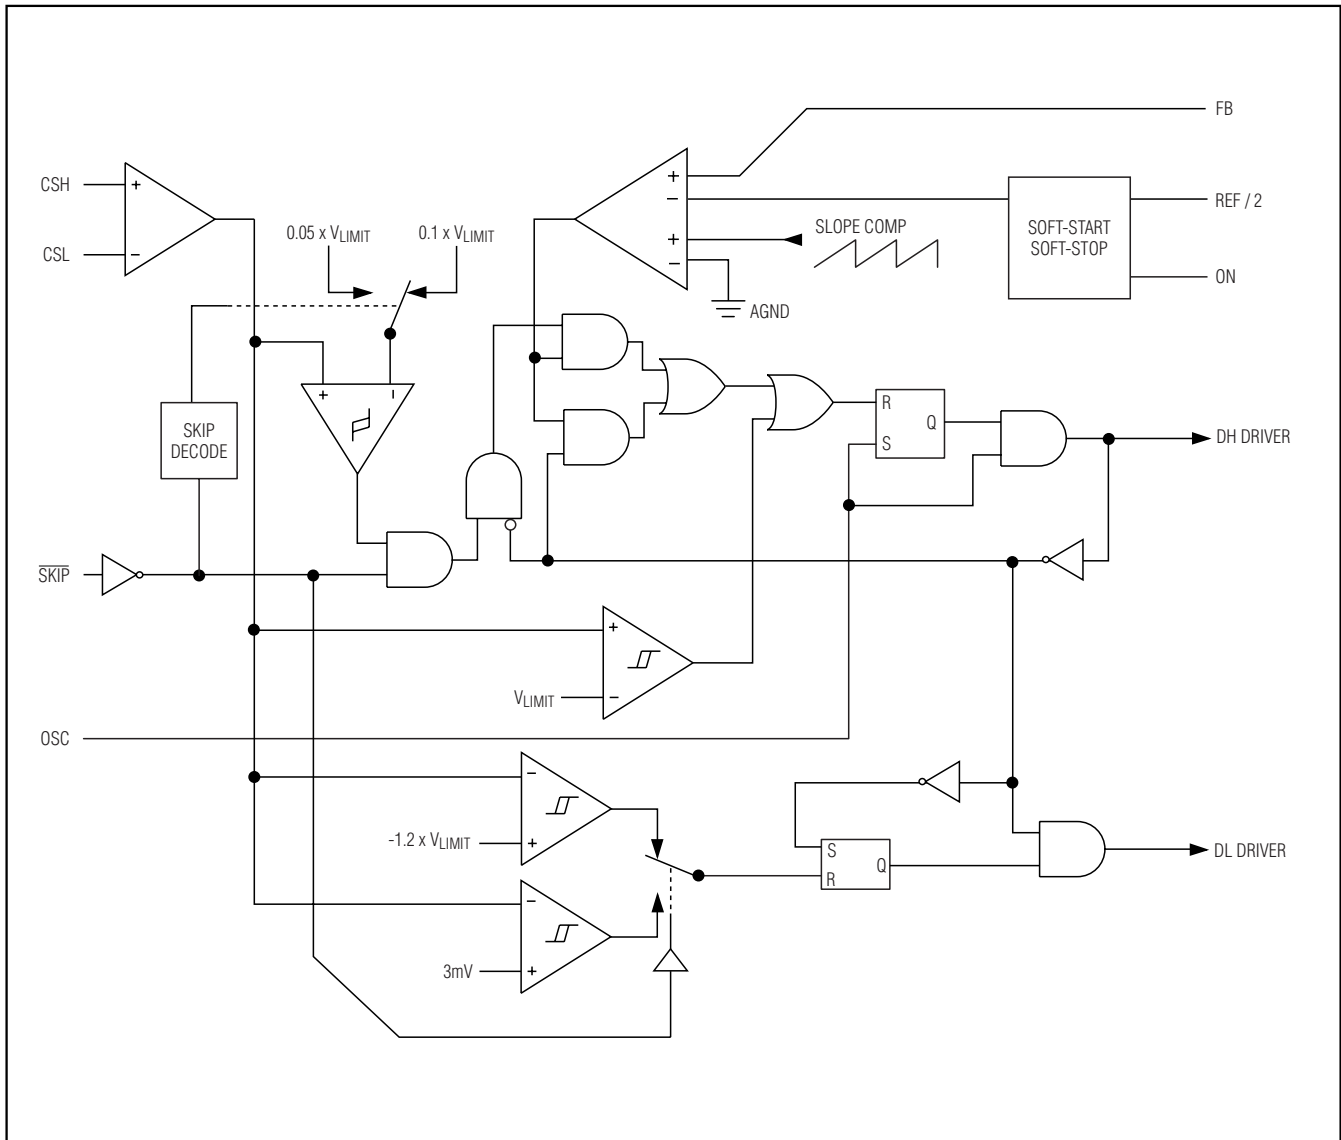 FB
CSH
+
+
−
REF / 2
0.05 x VLIMIT
0.1 x VLIMIT
SLOPE COMP
SOFT-START
SOFT-STOP
+
CSL
−
−
ON
AGND
+
−
R
Q
S
SKIP
DECODE
DH DRIVER
SKIP
+
VLIMIT
−
OSC
−
-1.2 x VLIMIT
+
S
Q
R
DL DRIVER
−
3mV
+